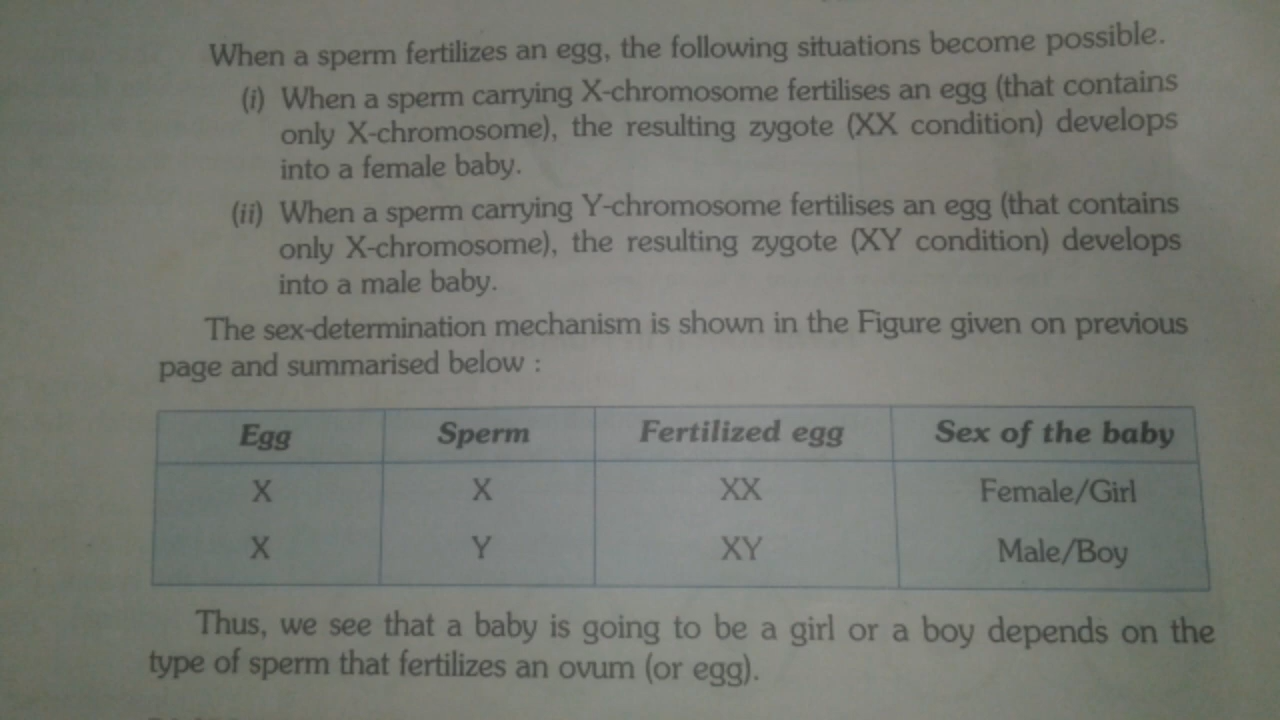 When a sperm fertilizes an egg, the following situations become possible.
(i) When a sperm carrying X-chromosome fertilises an egg (that contains
only X-chromosome), the resulting zygote (XX condition) develops
into a female baby.
(ii) When a sperm carrying Y-chromosome fertilises an egg (that contains
only X-chromosome), the resulting zygote (XY condition) develops
into a male baby.
The sex-determination mechanism is shown in the Figure given on previous
page and summarised below :
Egg Sperm Fertilized egg Sex of the baby
X X XX Female/Girl
X Y XY Male/Boy
Thus, we see that a baby is going to be a girl or a boy depends on the
type of sperm that fertilizes an ovum (or egg).